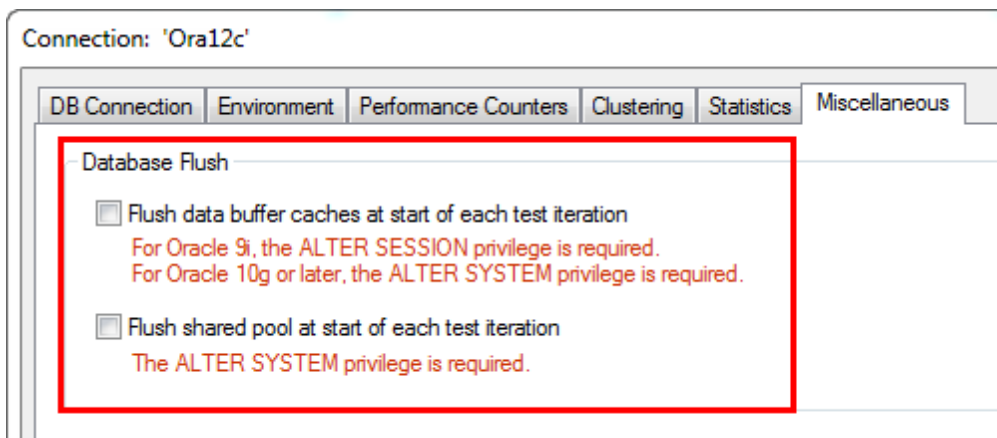 Connection: 'Ora12c'
DB Connection Environment Performance Counters Clustering Statistics Miscellaneous
Database Flush
Flush data buffer caches at start of each test iteration
For Oracle 9i, the ALTER SESSION privilege is required.
For Oracle 10g or later, the ALTER SYSTEM privilege is required.
Flush shared pool at start of each test iteration
The ALTER SYSTEM privilege is required.